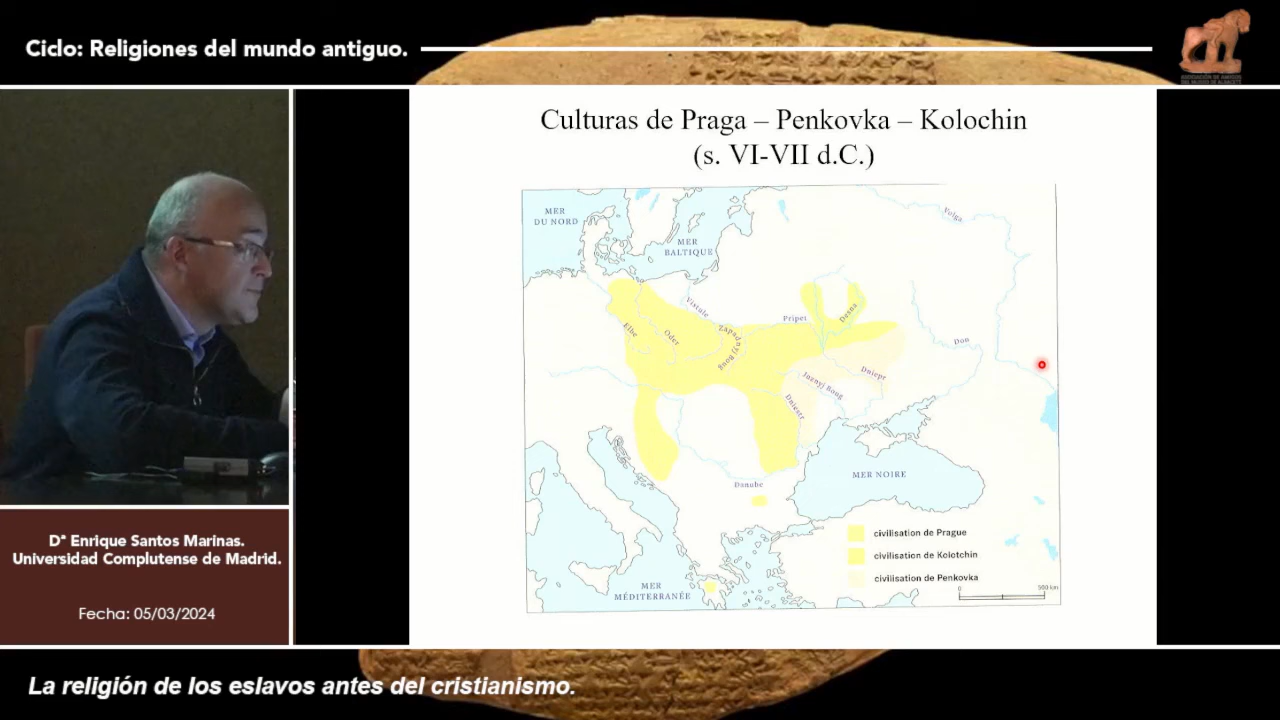 Ciclo: Religiones del mundo antiguo.
Culturas de Praga – Penkovka – Kolochin
(s. VI-VII d.C.)
MER
DU NORD
MER
BALTIQUE
Volga
Vistule
Zapadnyj Boug
Elbe
Oder
Pripet
Desna
Don
Dniepr
Juznyj Boug
Dniestr
MER NOIRE
Danube
MER
MÉDITERRANÉE
civilisation de Prague
civilisation de Kolotchin
civilisation de Penkovka
0 500 km
Dª Enrique Santos Marinas.
Universidad Complutense de Madrid.
Fecha: 05/03/2024
La religión de los eslavos antes del cristianismo.